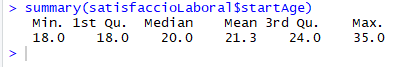 > summary(satisfaccioLaboral$startAge)
Min. 1st Qu. Median Mean 3rd Qu. Max.
18.0 18.0 20.0 21.3 24.0 35.0
>